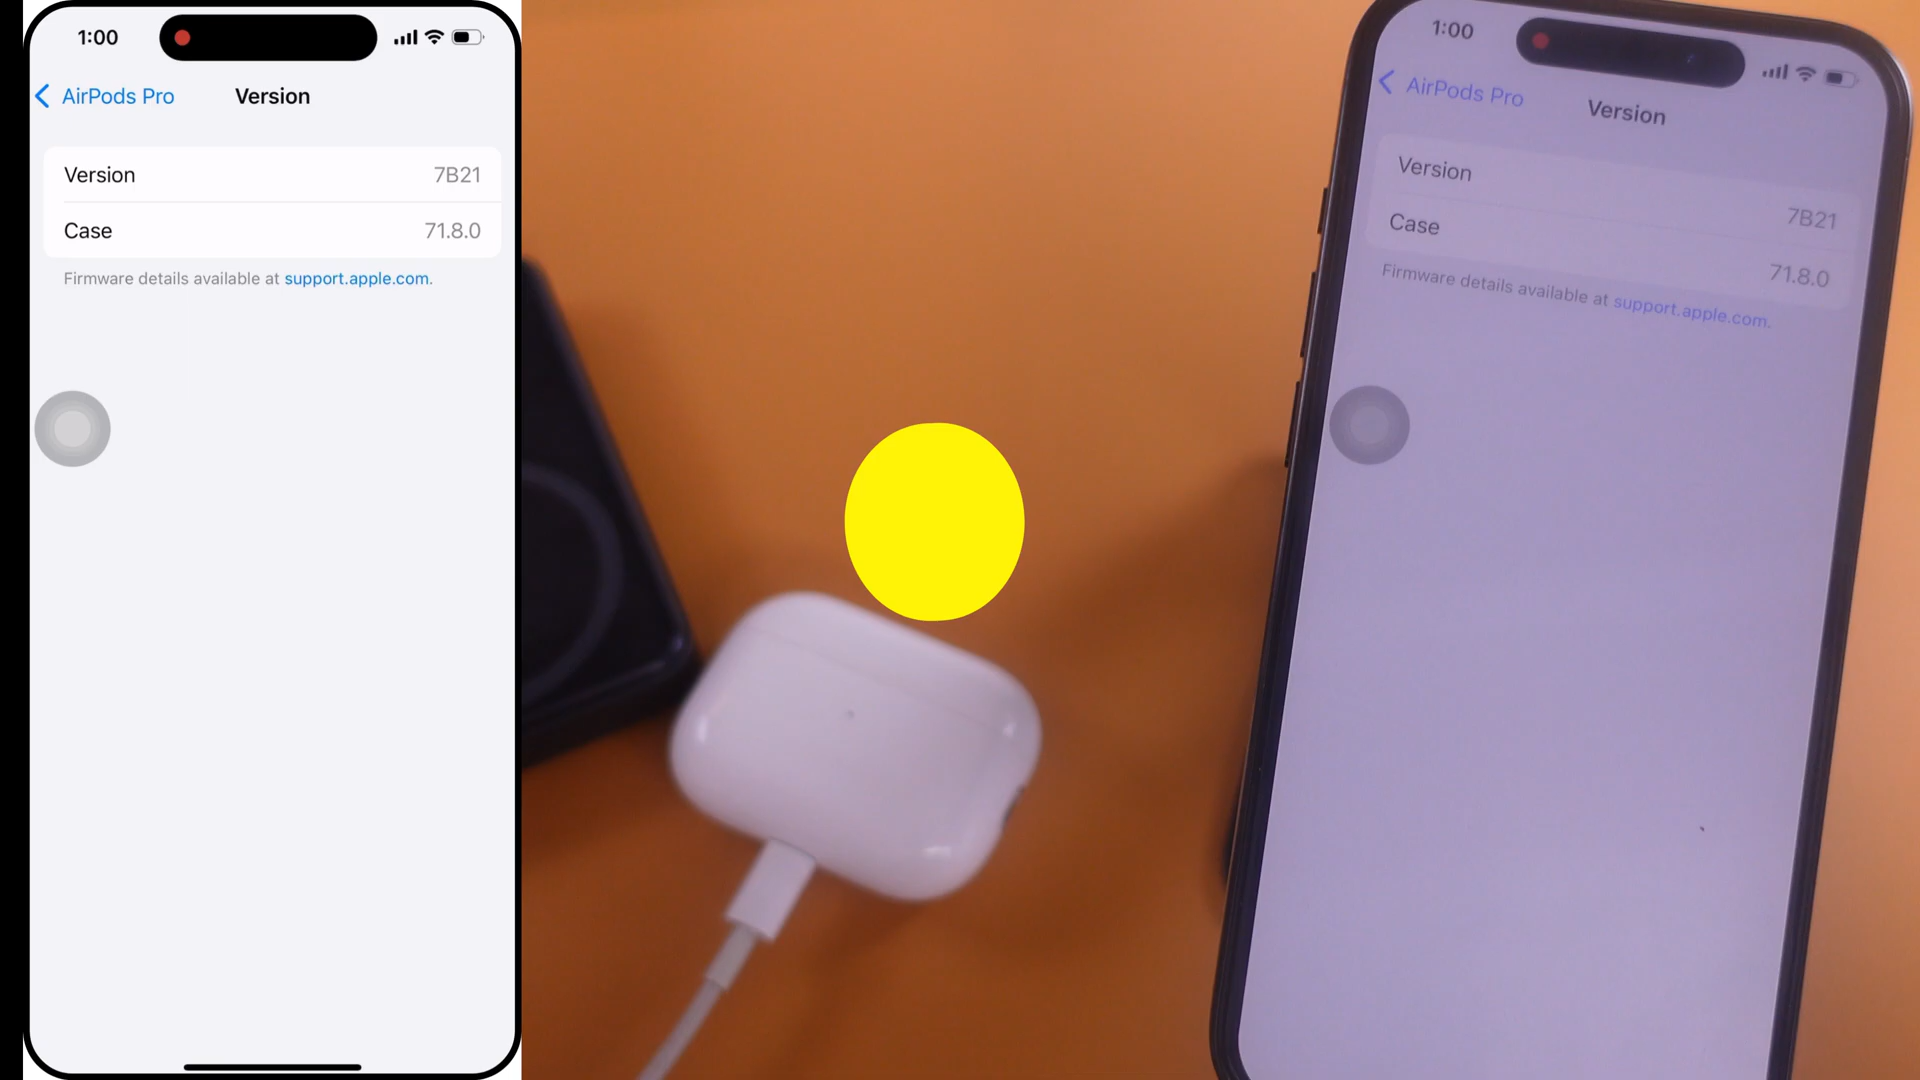 1:00
AirPods Pro Version
Version 7B21
Case 71.8.0
Firmware details available at support.apple.com.
1:00
AirPods Pro Version
Version 7B21
Case 71.8.0
Firmware details available at support.apple.com.